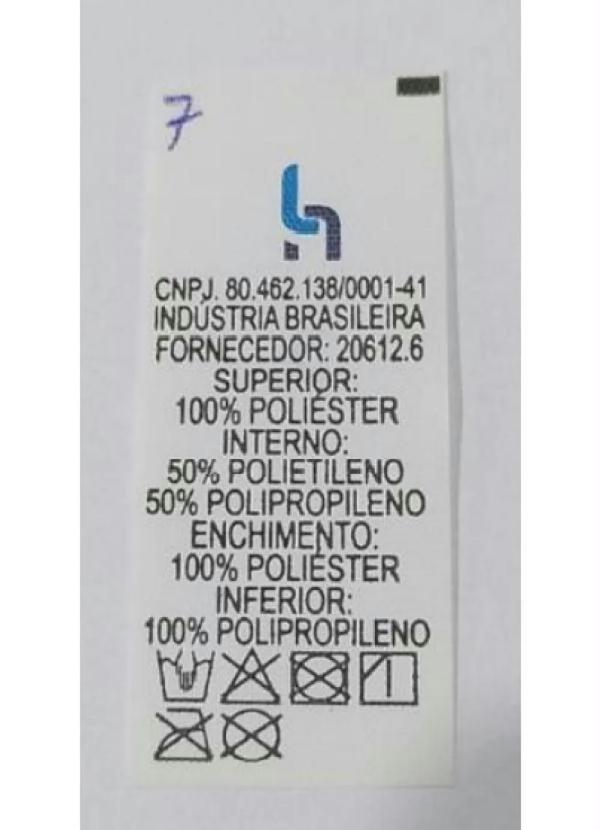 7
CNPJ. 80.462.138/0001-41
INDÚSTRIA BRASILEIRA
FORNECEDOR: 20612.6
SUPERIOR:
100% POLIÉSTER
INTERNO:
50% POLIETILENO
50% POLIPROPILENO
ENCHIMENTO:
100% POLIÉSTER
INFERIOR:
100% POLIPROPILENO